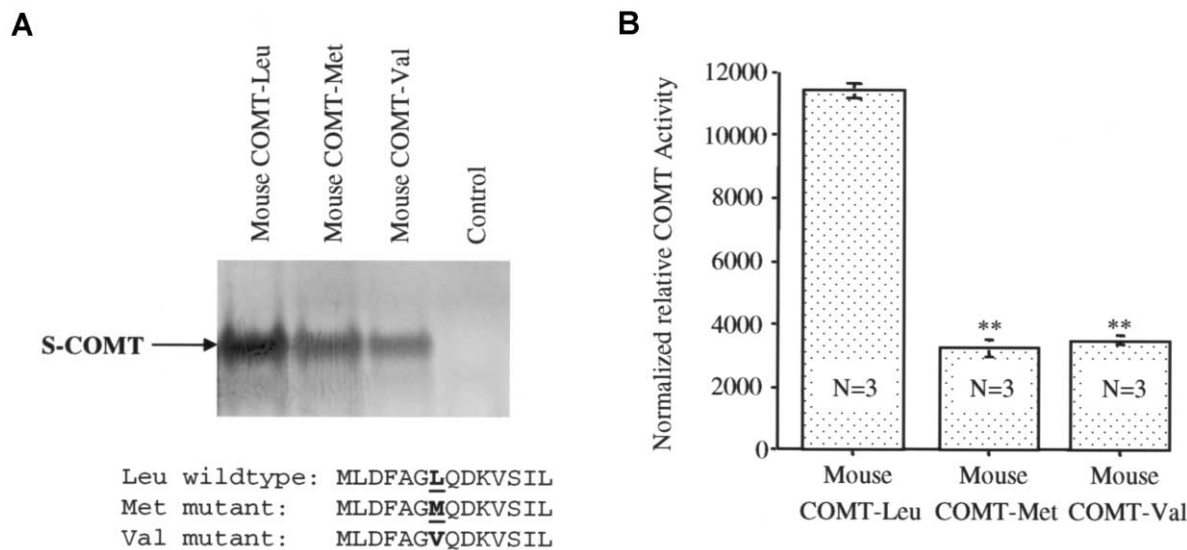 A
Mouse COMT-Leu
Mouse COMT-Met
Mouse COMT-Val
Control
S-COMT
Leu wildtype: MLDFAGLQDKVSIL
Met mutant: MLDFAGMQDKVSIL
Val mutant: MLDFAGVQDKVSIL
B
Normalized relative COMT Activity
12000
10000
8000
6000
4000
2000
0
**
**
N=3
N=3
N=3
Mouse COMT-Leu
Mouse COMT-Met
Mouse COMT-Val